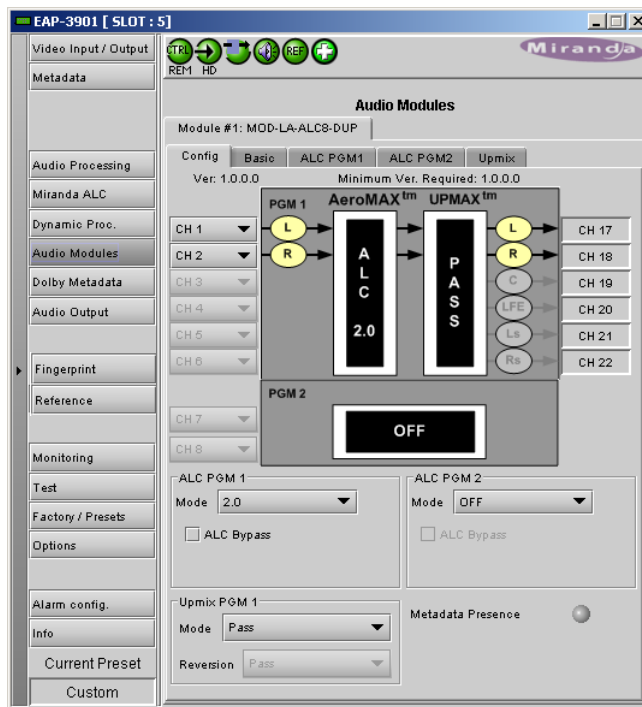 EAP-3901 [ SLOT : 5]
Video Input / Output
Metadata
Audio Processing
Miranda ALC
Dynamic Proc.
Audio Modules
Dolby Metadata
Audio Output
Fingerprint
Reference
Monitoring
Test
Factory / Presets
Options
Alarm config.
Info
Current Preset
Custom
CTRL
REF
REM HD
Miranda
Audio Modules
Module #1: MOD-LA-ALC8-DUP
Config Basic ALC PGM1 ALC PGM2 Upmix
Ver: 1.0.0.0 Minimum Ver. Required: 1.0.0.0
PGM 1 AeroMAX™ UPMAX™
CH 1 L L CH 17
CH 2 R R CH 18
CH 3 C CH 19
CH 4 LFE CH 20
CH 5 Ls CH 21
CH 6 Rs CH 22
ALC 2.0
PASS
PGM 2
CH 7
CH 8
OFF
ALC PGM 1
Mode 2.0
ALC Bypass
ALC PGM 2
Mode OFF
ALC Bypass
Upmix PGM 1
Mode Pass
Reversion Pass
Metadata Presence